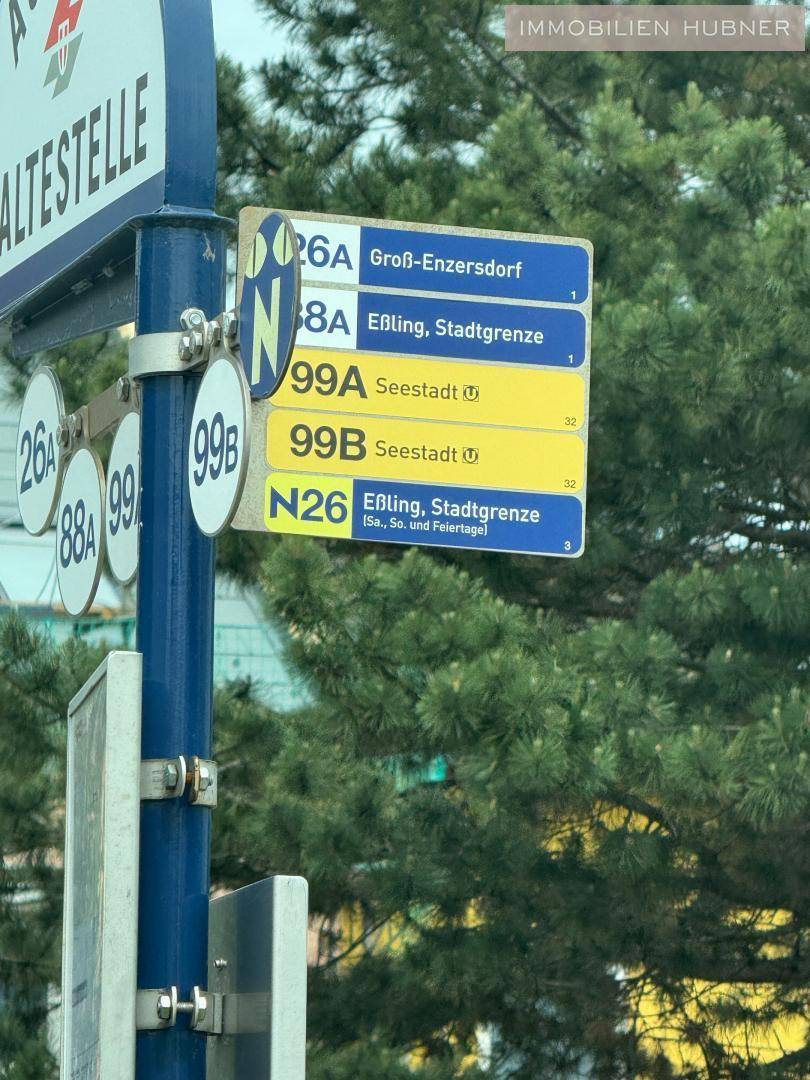 IMMOBILIEN HUBNER
ALTESTELLE
26A Groß-Enzersdorf
1
88A Eßling, Stadtgrenze
1
N
99A Seestadt U
32
99B Seestadt U
32
N26 Eßling, Stadtgrenze
(Sa., So. und Feiertage)
3
26A
88A
99A
99B